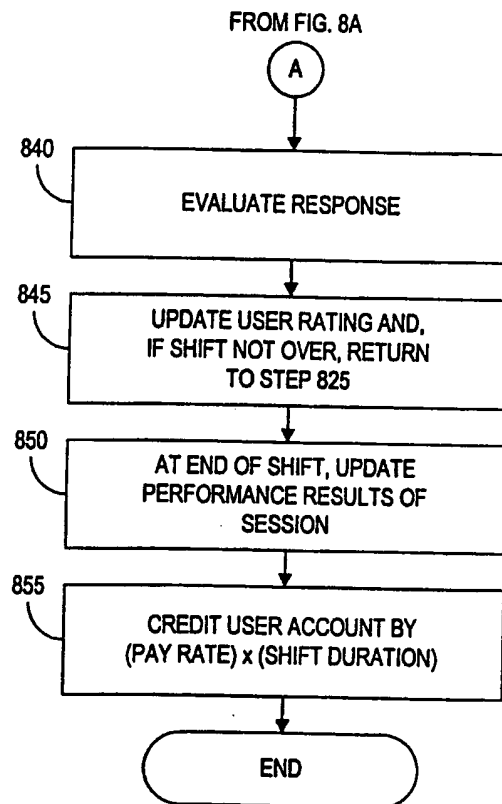 FROM FIG. 8A
A
840
EVALUATE RESPONSE
845
UPDATE USER RATING AND,
IF SHIFT NOT OVER, RETURN
TO STEP 825
850
AT END OF SHIFT, UPDATE
PERFORMANCE RESULTS OF
SESSION
855
CREDIT USER ACCOUNT BY
(PAY RATE) x (SHIFT DURATION)
END